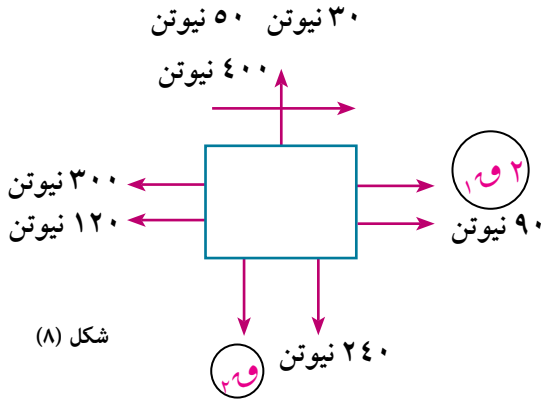 ٣٠ نيوتن ٥٠ نيوتن
٤٠٠ نيوتن
٢ ق١
٣٠٠ نيوتن
٩٠ نيوتن
١٢٠ نيوتن
٢٤٠ نيوتن
ق٢
شكل (٨)